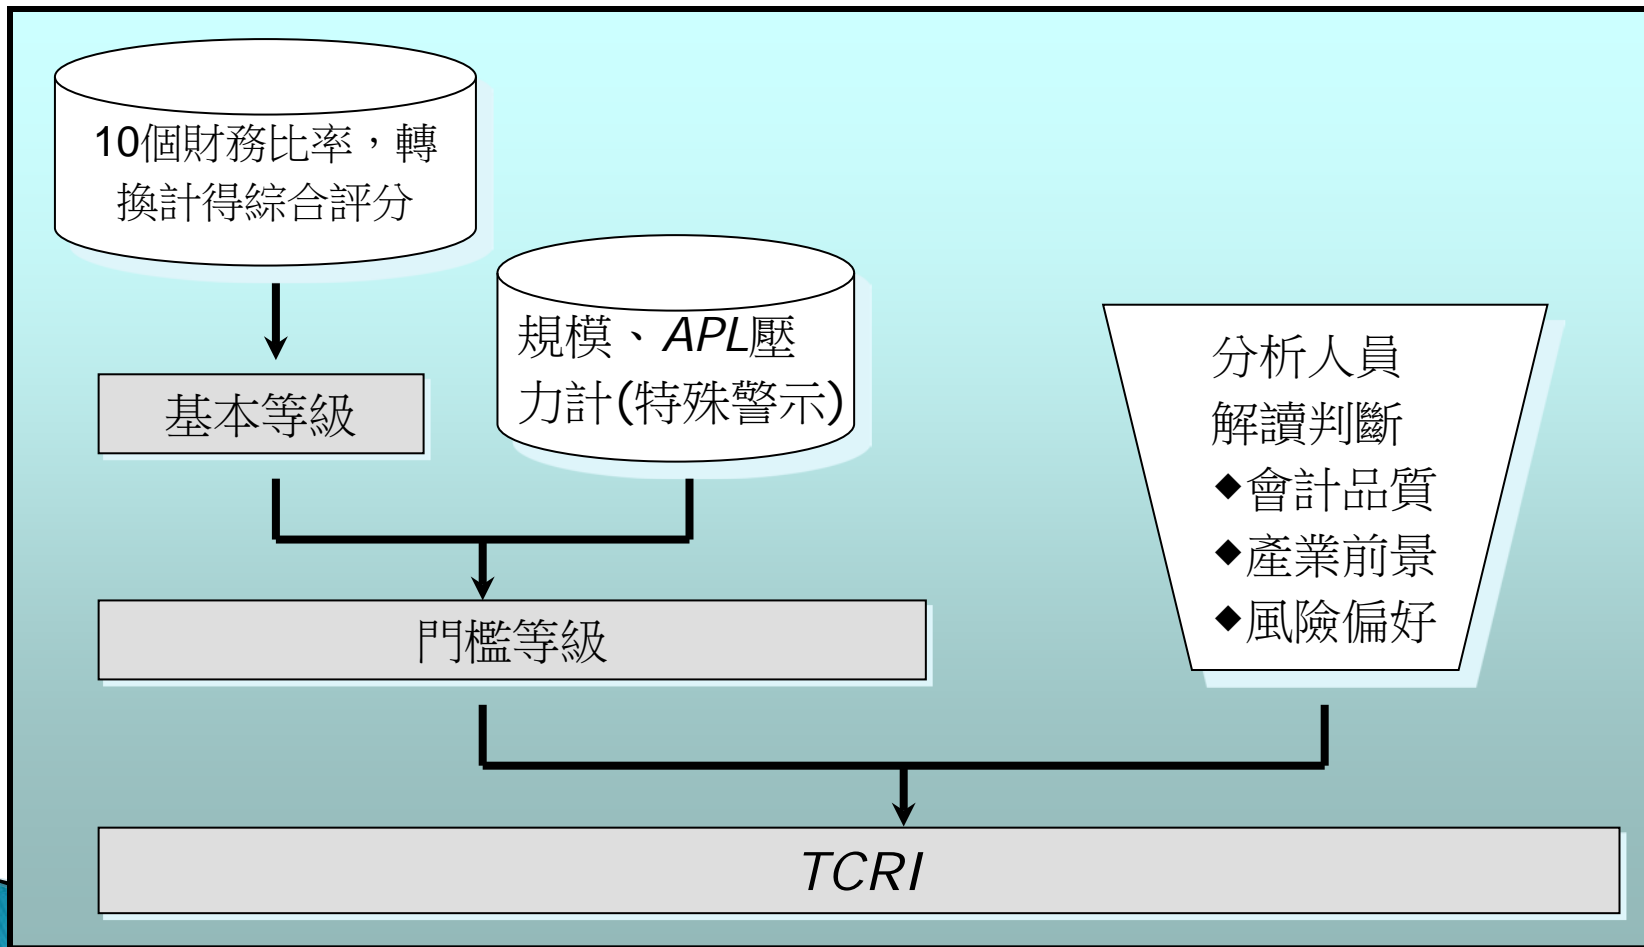 10個財務比率，轉
換計得綜合評分
規模、APL壓
力計(特殊警示)
基本等級
分析人員
解讀判斷
◆會計品質
◆產業前景
◆風險偏好
門檻等級
TCRI